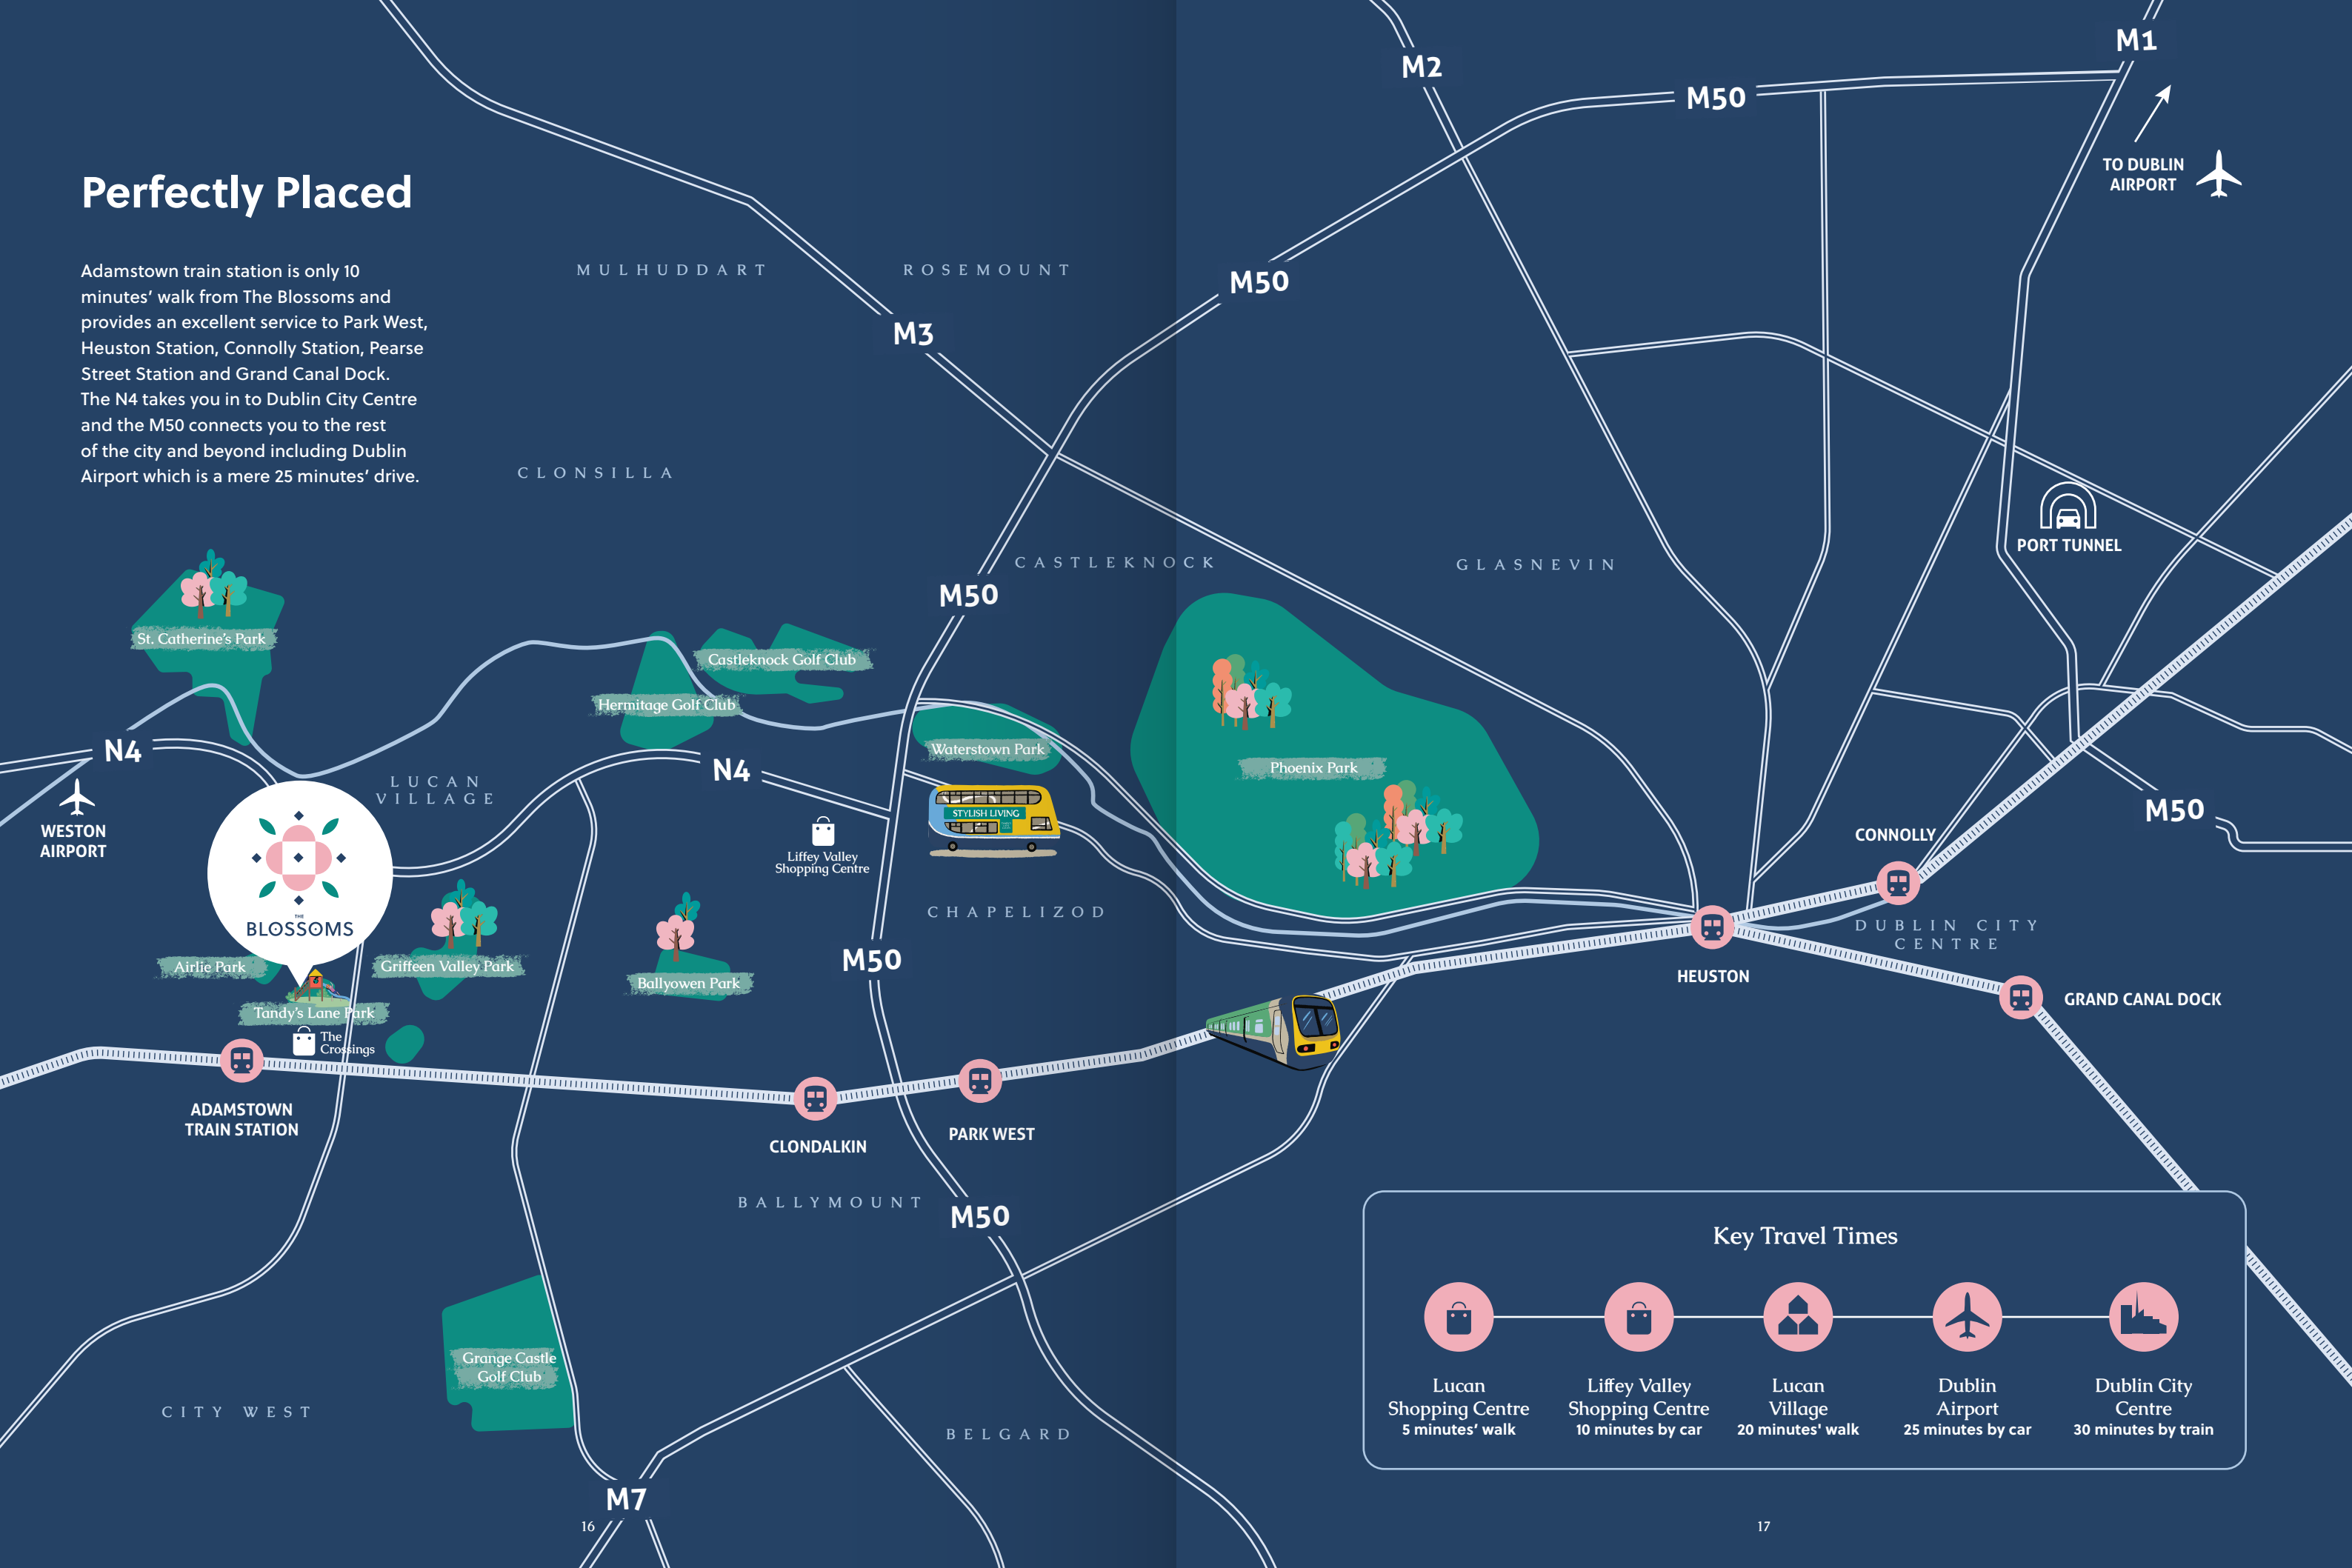 Perfectly Placed
Adamstown train station is only 10
minutes’ walk from The Blossoms and
provides an excellent service to Park West,
Heuston Station, Connolly Station, Pearse
Street Station and Grand Canal Dock.
The N4 takes you in to Dublin City Centre
and the M50 connects you to the rest
of the city and beyond including Dublin
Airport which is a mere 25 minutes’ drive.
M1
M2
M50
TO DUBLIN
AIRPORT
MULHUDDART
ROSEMOUNT
M50
M3
CLONSILLA
PORT TUNNEL
CASTLEKNOCK
GLASNEVIN
M50
St. Catherine’s Park
Castleknock Golf Club
Hermitage Golf Club
N4
Waterstown Park
N4
Phoenix Park
LUCAN
VILLAGE
WESTON
AIRPORT
STYLISH LIVING
M50
Liffey Valley
Shopping Centre
CONNOLLY
THE
BLOSSOMS
CHAPELIZOD
DUBLIN CITY
CENTRE
M50
Airlie Park
Griffeen Valley Park
Ballyowen Park
HEUSTON
GRAND CANAL DOCK
Tandy’s Lane Park
The
Crossings
ADAMSTOWN
TRAIN STATION
CLONDALKIN
PARK WEST
BALLYMOUNT
M50
Grange Castle
Golf Club
CITY WEST
BELGARD
M7
Key Travel Times
Lucan
Shopping Centre
5 minutes’ walk
Liffey Valley
Shopping Centre
10 minutes by car
Lucan
Village
20 minutes' walk
Dublin
Airport
25 minutes by car
Dublin City
Centre
30 minutes by train
16
17